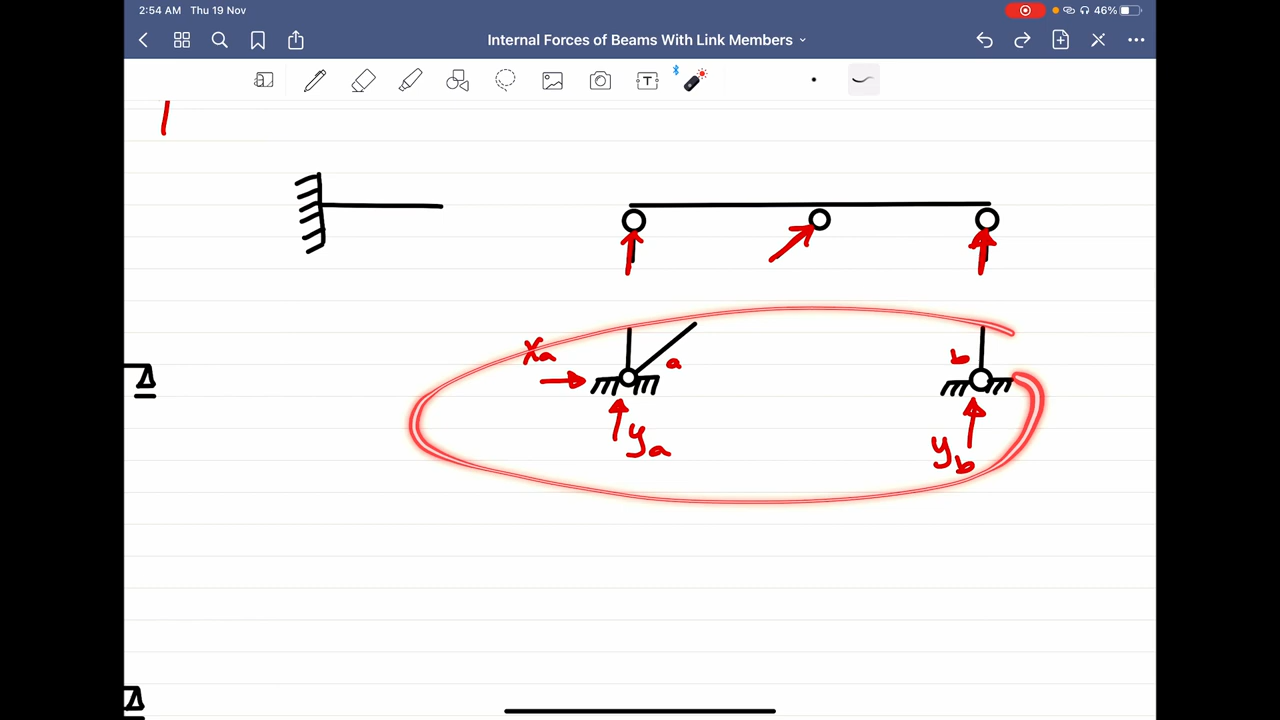 2:54 AM Thu 19 Nov
46%
Internal Forces of Beams With Link Members
T
Xa
a
b
ya
yb